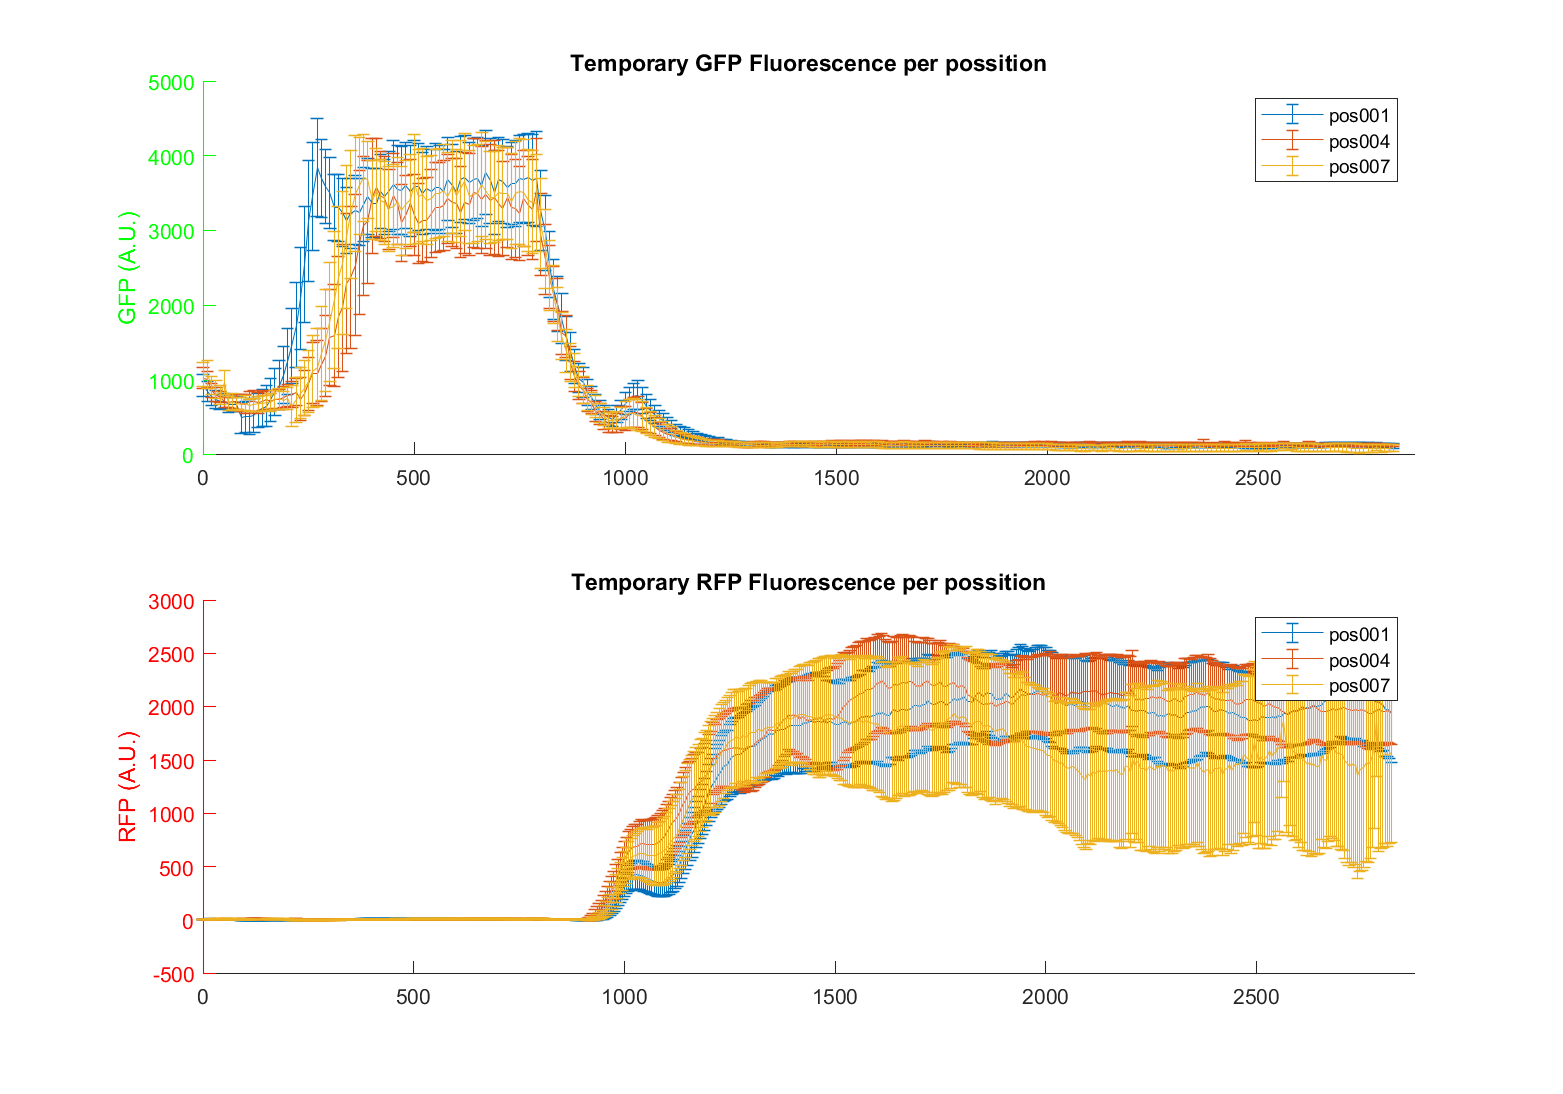 Temporary GFP Fluorescence per possition
GFP (A.U.)
5000
4000
3000
2000
1000
0
0 500 1000 1500 2000 2500
pos001
pos004
pos007
Temporary RFP Fluorescence per possition
RFP (A.U.)
3000
2500
2000
1500
1000
500
0
-500
0 500 1000 1500 2000 2500
pos001
pos004
pos007